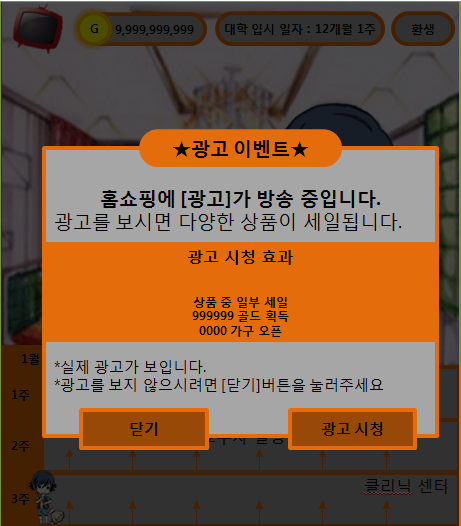 G 9,999,999,999
대학 입시 일자 : 12개월 1주
환생
★광고 이벤트★
홈쇼핑에 [광고]가 방송 중입니다.
광고를 보시면 다양한 상품이 세일됩니다.
광고 시청 효과
상품 중 일부 세일
999999 골드 획득
0000 가구 오픈
1월
*실제 광고가 보입니다.
*광고를 보지 않으시려면 [닫기]버튼을 눌러주세요
1주
닫기
광고 시청
2주
클리닉 센터
3주